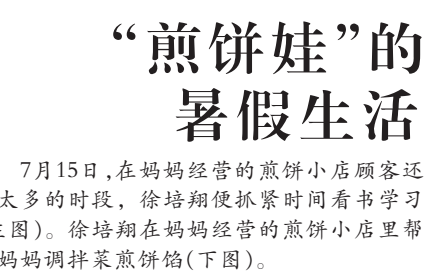 “煎饼娃”的
暑假生活
7月15日,在妈妈经营的煎饼小店顾客还
太多的时段，徐培翔便抓紧时间看书学习
图)。徐培翔在妈妈经营的煎饼小店里帮
妈妈调拌菜煎饼馅(下图)。